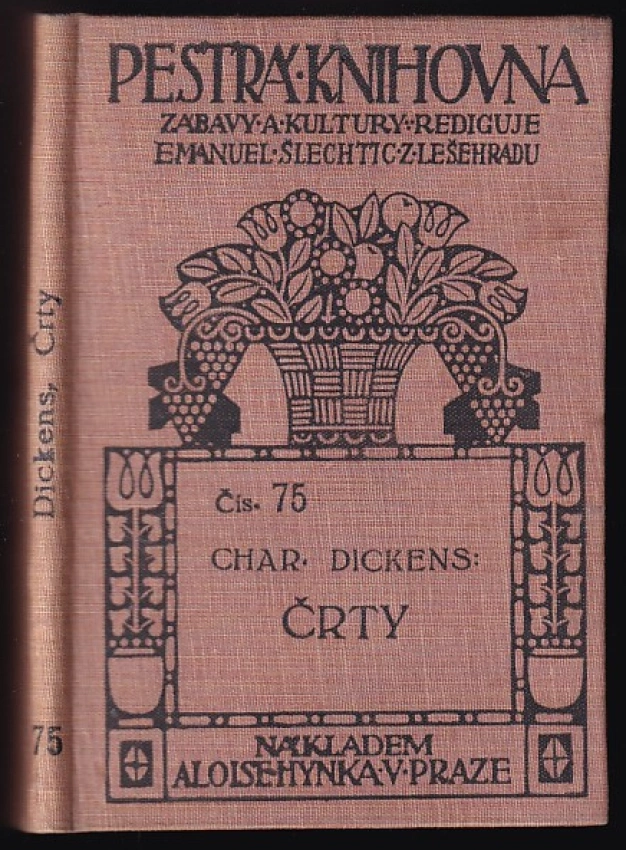 PESTRÁ·KNIHOVNA
ZÁBAVY·A·KULTURY·REDIGUJE
EMANUEL·ŠLECHTIC·Z·LEŠEHRADU
Čís. 75
CHAR. DICKENS:
ČRTY
NÁKLADEM
ALOISE·HYNKA·V·PRAZE
Dickens, Črty
75